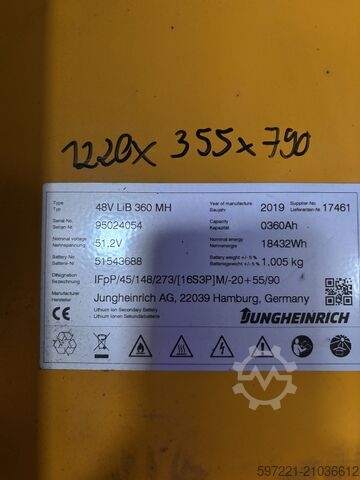 1220x 355x790
Type
Typ
48V LiB 360 MH
Year of manufacture
Baujahr
2019
Supplier No.
Lieferanten-Nr.
17461
Serial No.
Serien Nr.
95024054
Capacity
Kapazität
0360Ah
Nominal voltage
Nennspannung
51.2V
Nominal energy
Nennenergie
18432Wh
Battery No.
Batterie-Nr.
51543688
Battery weight +/- 5 %
Batteriegewicht +/- 5 %
1.005 kg
Designation
Bezeichnung
IFpP/45/148/273/[16S3P]M/-20+55/90
Manufacturer
Hersteller
Jungheinrich AG, 22039 Hamburg, Germany
CE
Lithium Ion Secondary Battery
Lithium Ionen Sekundärbatterie
JUNGHEINRICH
Machineseeker
597221-21036612